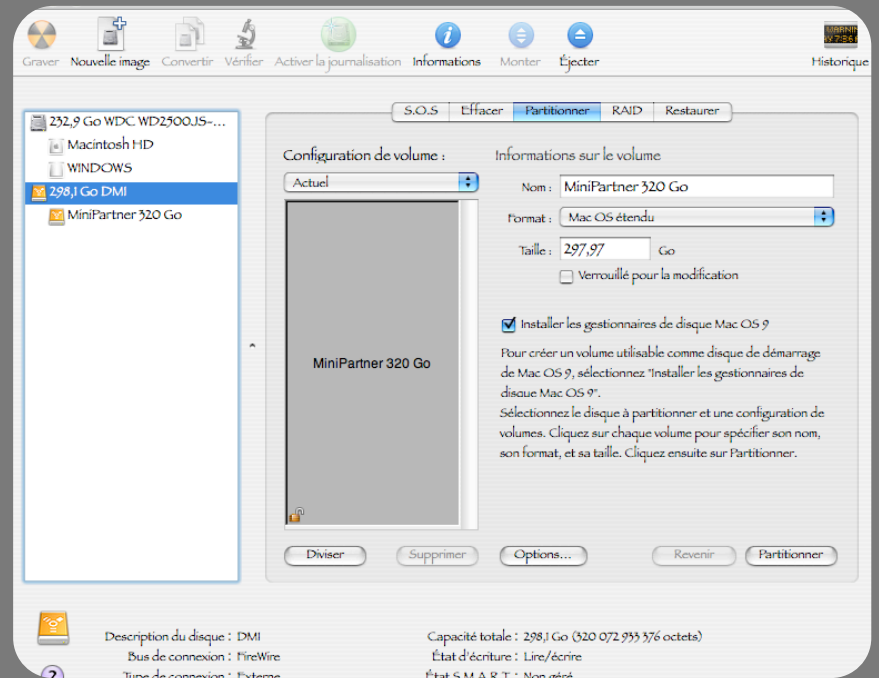 Graver Nouvelle image Convertir Vérifier Activer la journalisation Informations Monter Éjecter Historique
232,9 Go WDC WD2500JS-...
Macintosh HD
WINDOWS
298,1 Go DMI
MiniPartner 320 Go
S.O.S Effacer Partitionner RAID Restaurer
Configuration de volume :
Actuel
MiniPartner 320 Go
Informations sur le volume
Nom : MiniPartner 320 Go
Format : Mac OS étendu
Taille : 297,97 Go
Verrouillé pour la modification
Installer les gestionnaires de disque Mac OS 9
Pour créer un volume utilisable comme disque de démarrage
de Mac OS 9, sélectionnez "Installer les gestionnaires de
disque Mac OS 9".
Sélectionnez le disque à partitionner et une configuration de
volumes. Cliquez sur chaque volume pour spécifier son nom,
son format, et sa taille. Cliquez ensuite sur Partitionner.
Diviser Supprimer Options... Revenir Partitionner
Description du disque : DMI
Bus de connexion : FireWire
Type de connexion : Externe
Capacité totale : 298,1 Go (320 072 933 376 octets)
État d'écriture : Lire/écrire
État S.M.A.R.T. : Non géré